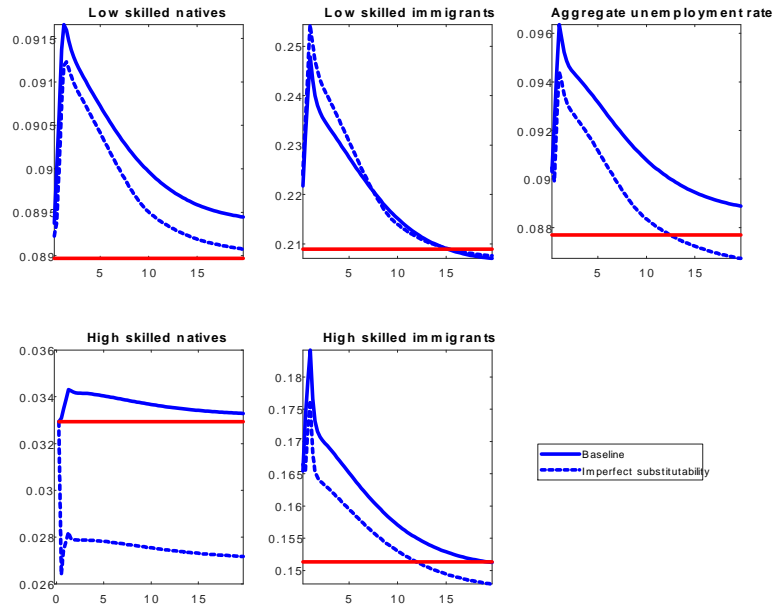 Low skilled natives
0.0915
0.091
0.0905
0.09
0.0895
0.089
5 10 15
Low skilled immigrants
0.25
0.24
0.23
0.22
0.21
5 10 15
Aggregate unemployment rate
0.096
0.094
0.092
0.09
0.088
5 10 15
High skilled natives
0.036
0.034
0.032
0.03
0.028
0.026
0 5 10 15
High skilled immigrants
0.18
0.175
0.17
0.165
0.16
0.155
0.15
5 10 15
Baseline
Imperfect substitutability